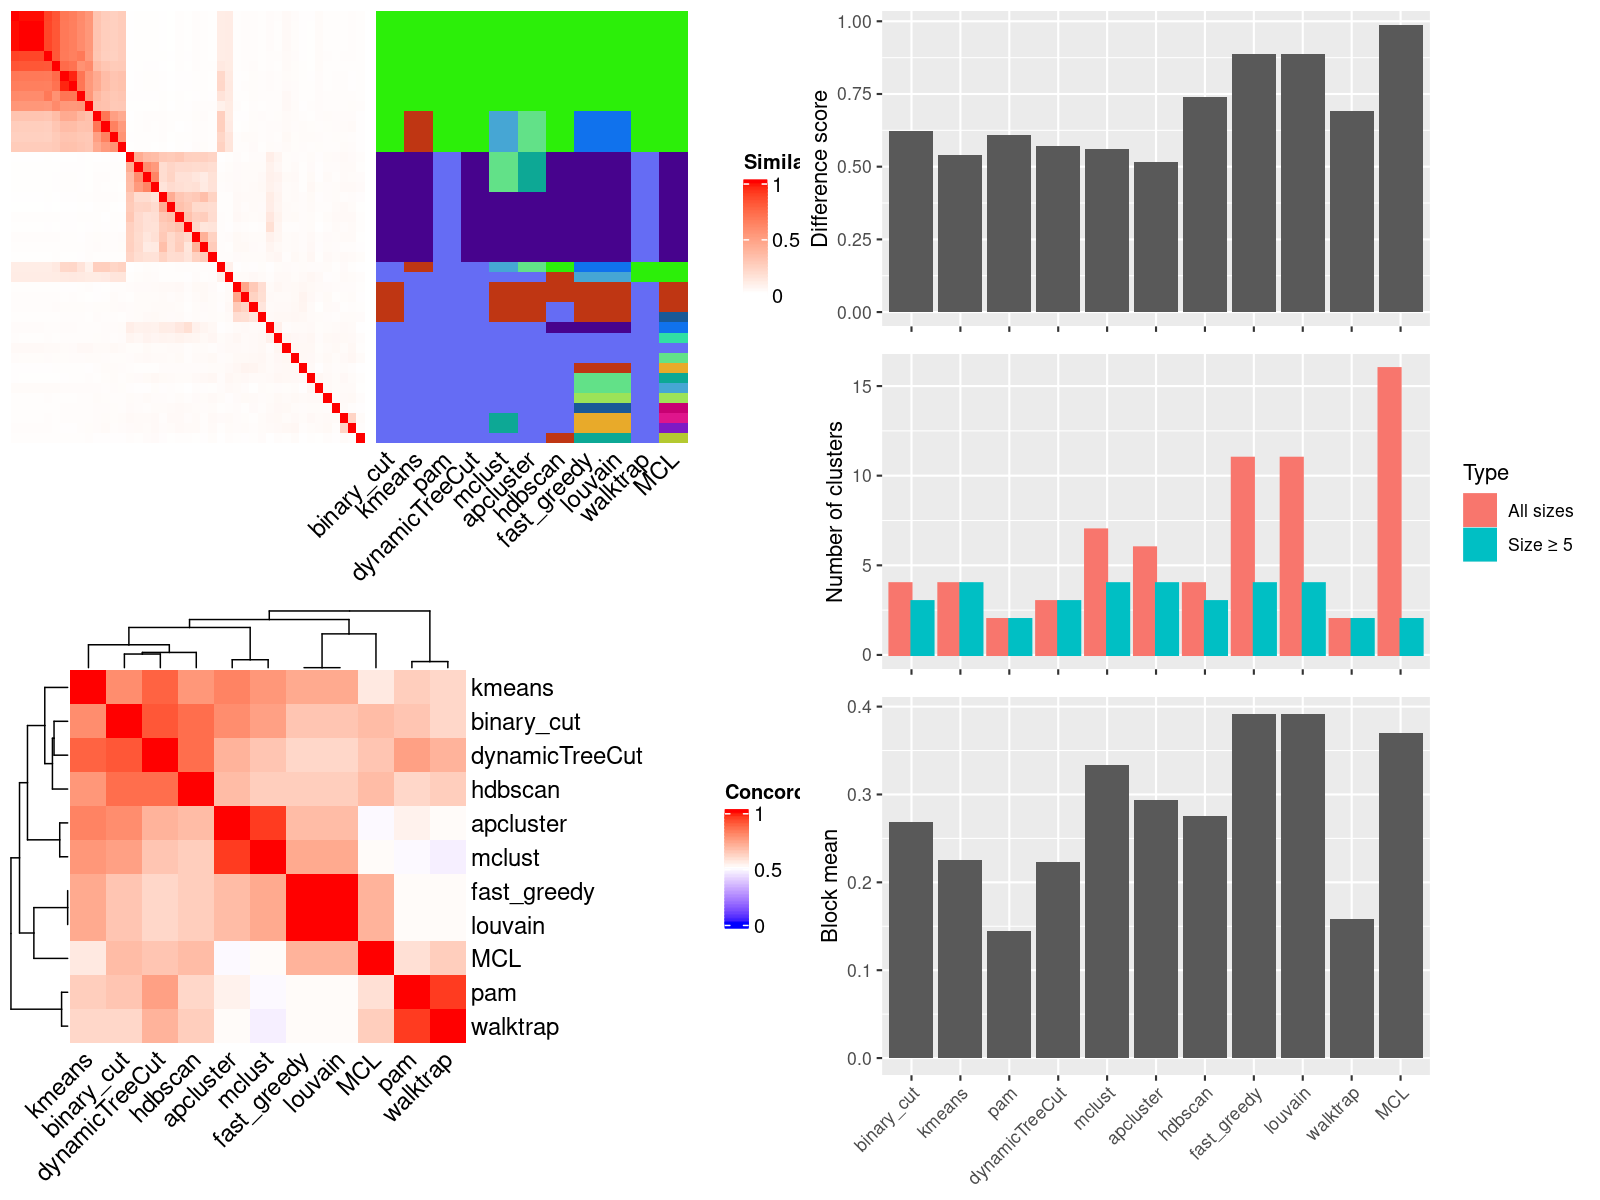 Simila
1
0.5
0
binary_cut
kmeans
pam
dynamicTreeCut
mclust
apcluster
hdbscan
fast_greedy
louvain
walktrap
MCL
kmeans
binary_cut
dynamicTreeCut
hdbscan
apcluster
mclust
fast_greedy
louvain
MCL
pam
walktrap
kmeans
binary_cut
dynamicTreeCut
hdbscan
apcluster
mclust
fast_greedy
louvain
MCL
pam
walktrap
Concord
1
0.5
0
Difference score
1.00
0.75
0.50
0.25
0.00
Number of clusters
15
10
5
0
Type
All sizes
Size ≥ 5
Block mean
0.4
0.3
0.2
0.1
0.0
binary_cut
kmeans
pam
dynamicTreeCut
mclust
apcluster
hdbscan
fast_greedy
louvain
walktrap
MCL